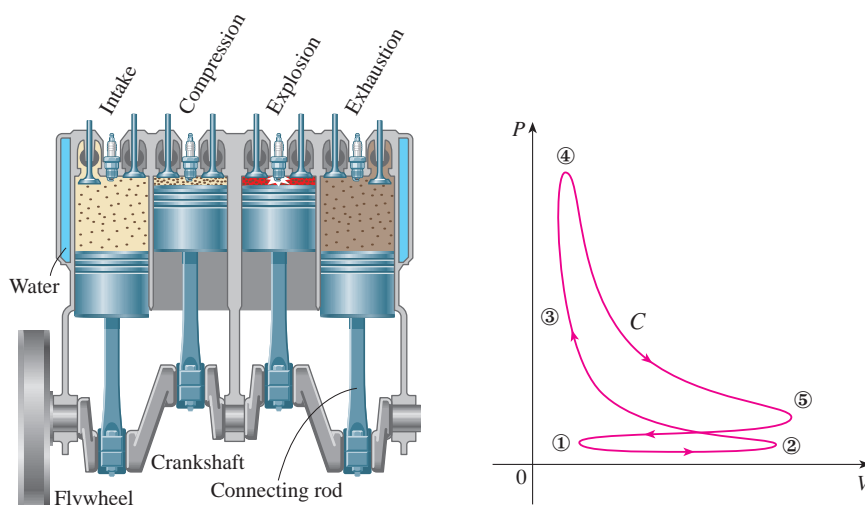 Intake
Compression
Explosion
Exhaustion
Water
Flywheel
Crankshaft
Connecting rod
P
④
③
C
⑤
①
②
0
V